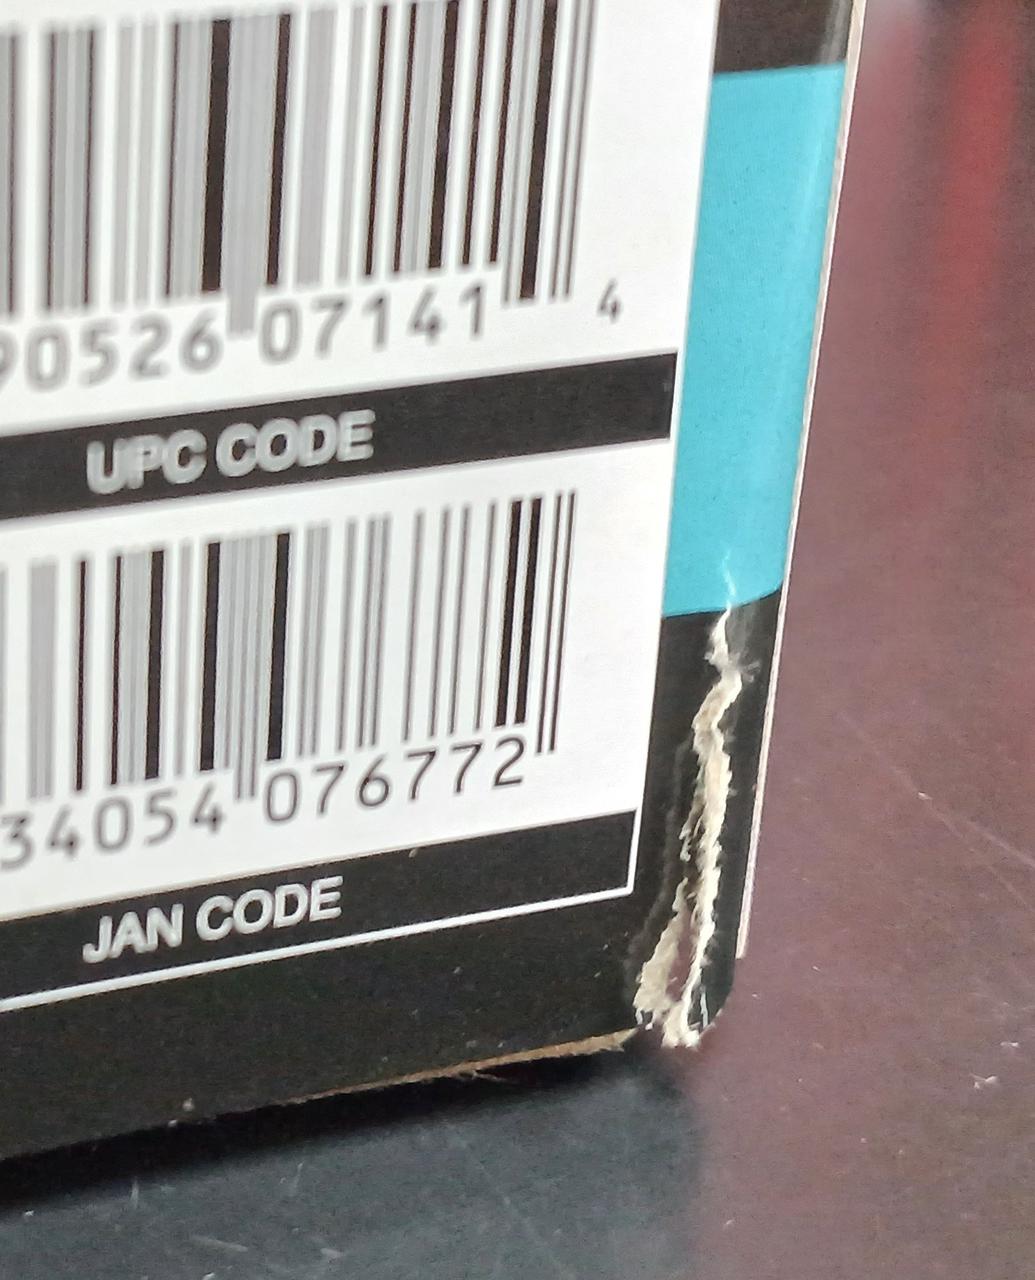 90526 07141 4
UPC CODE
34054 076772
JAN CODE